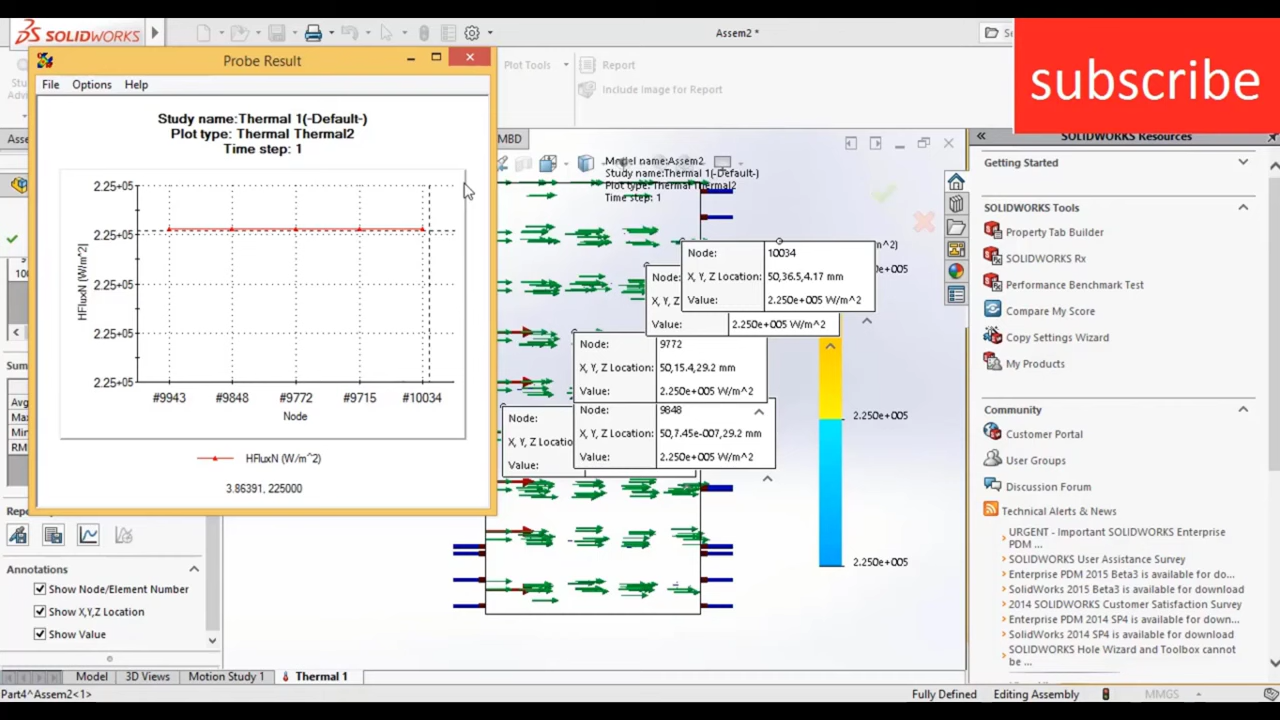 SOLIDWORKS
Assem2 *
subscribe
Probe Result
File Options Help
Plot Tools
Report
Include Image for Report
Study name:Thermal 1(-Default-)
Plot type: Thermal Thermal2
Time step: 1
MBD
SOLIDWORKS Resources
Model name:Assem2
Study name:Thermal 1(-Default-)
Plot type: Thermal Thermal2
Time step: 1
2.25+05
2.25+05
2.25+05
2.25+05
2.25+05
HFluxN (W/m^2)
#9943 #9848 #9772 #9715 #10034
Node
HFluxN (W/m^2)
3.86391, 225000
Node: 10034
X, Y, Z Location: 50,36.5,4.17 mm
Value: 2.250e+005 W/m^2
Node:
X, Y, Z
Value: 2.250e+005 W/m^2
Node: 9772
X, Y, Z Location: 50,15.4,29.2 mm
Value: 2.250e+005 W/m^2
Node: 9848
X, Y, Z Location: 50,7.45e-007,29.2 mm
Value: 2.250e+005 W/m^2
Node:
X, Y, Z Locatio
Value:
2.250e+005
2.250e+005
Getting Started
SOLIDWORKS Tools
Property Tab Builder
SOLIDWORKS Rx
Performance Benchmark Test
Compare My Score
Copy Settings Wizard
My Products
Community
Customer Portal
User Groups
Discussion Forum
Technical Alerts & News
URGENT - Important SOLIDWORKS Enterprise
PDM ...
SOLIDWORKS User Assistance Survey
Enterprise PDM 2015 Beta3 is available for do...
SolidWorks 2015 Beta3 is available for download
2014 SOLIDWORKS Customer Satisfaction Survey
Enterprise PDM 2014 SP4 is available for down...
SolidWorks 2014 SP4 is available for download
SOLIDWORKS Hole Wizard and Toolbox cannot
be ...
Annotations
Show Node/Element Number
Show X,Y,Z Location
Show Value
Model 3D Views Motion Study 1 Thermal 1
Part4^Assem2<1>
Fully Defined Editing Assembly MMGS